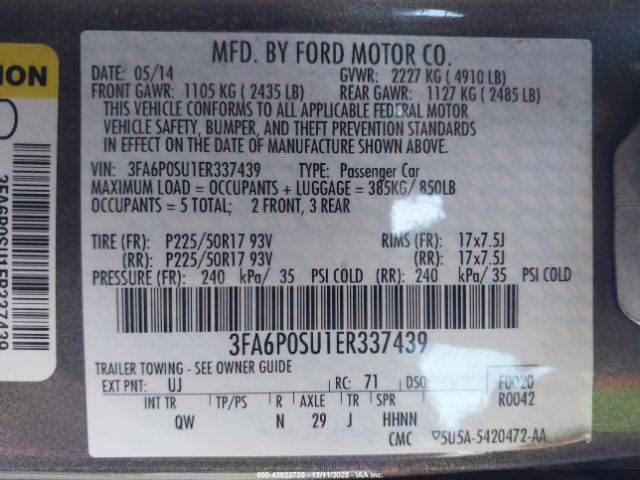 MFD. BY FORD MOTOR CO.
DATE: 05/14 GVWR: 2227 KG ( 4910 LB)
FRONT GAWR: 1105 KG ( 2435 LB) REAR GAWR: 1127 KG ( 2485 LB)
THIS VEHICLE CONFORMS TO ALL APPLICABLE FEDERAL MOTOR
VEHICLE SAFETY, BUMPER, AND THEFT PREVENTION STANDARDS
IN EFFECT ON THE DATE OF MANUFACTURE SHOWN ABOVE.
VIN: 3FA6P0SU1ER337439 TYPE: Passenger Car
MAXIMUM LOAD = OCCUPANTS + LUGGAGE = 385KG/ 850LB
OCCUPANTS = 5 TOTAL; 2 FRONT, 3 REAR
TIRE (FR): P225/50R17 93V RIMS (FR): 17x7.5J
(RR): P225/50R17 93V (RR): 17x7.5J
PRESSURE (FR): 240 kPa/ 35 PSI COLD (RR): 240 kPa/ 35 PSI COLD
3FA6P0SU1ER337439
TRAILER TOWING - SEE OWNER GUIDE
EXT PNT: UJ RC: 71 DSO: F0020
INT TR TP/PS R AXLE TR SPR R0042
QW N 29 J HHNN
CMC ▽5U5A-5420472-AA
3FA6P0SU1ER337439
000-43922720 - 12/11/2025 - IAAI.COM